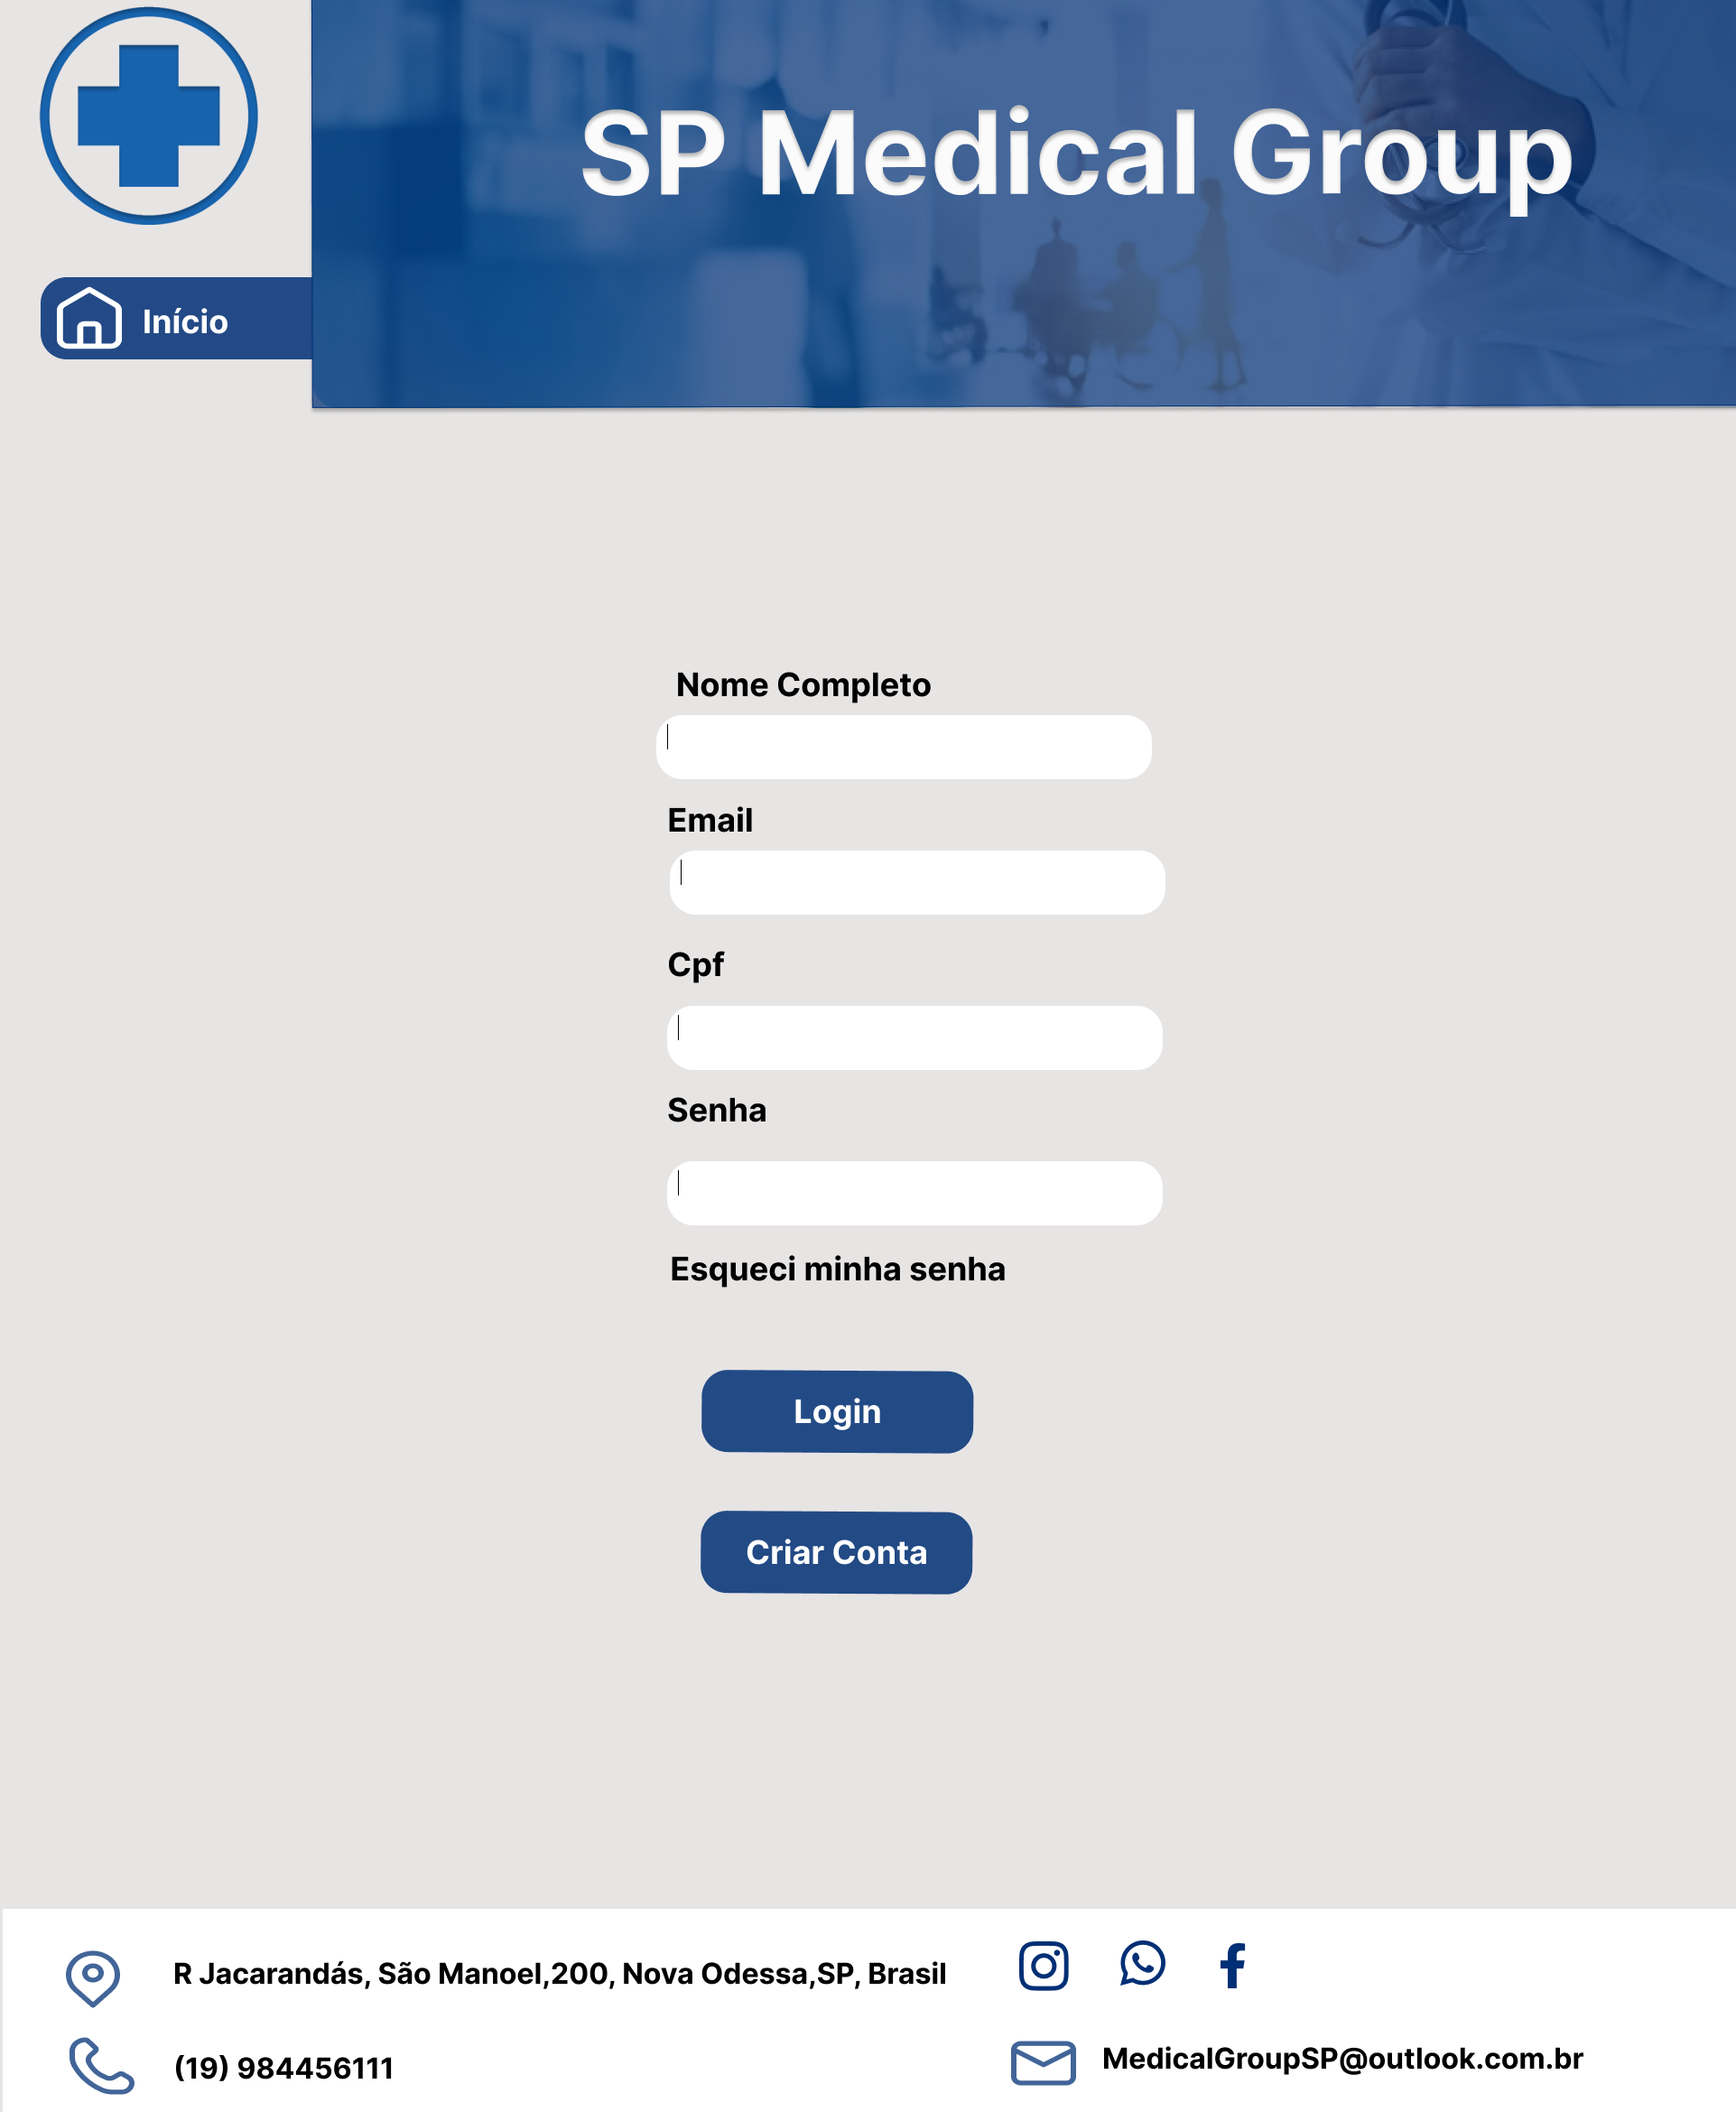 SP Medical Group
Início
Nome Completo
Email
Cpf
Senha
Esqueci minha senha
Login
Criar Conta
R Jacarandás, São Manoel,200, Nova Odessa,SP, Brasil
(19) 984456111
MedicalGroupSP@outlook.com.br